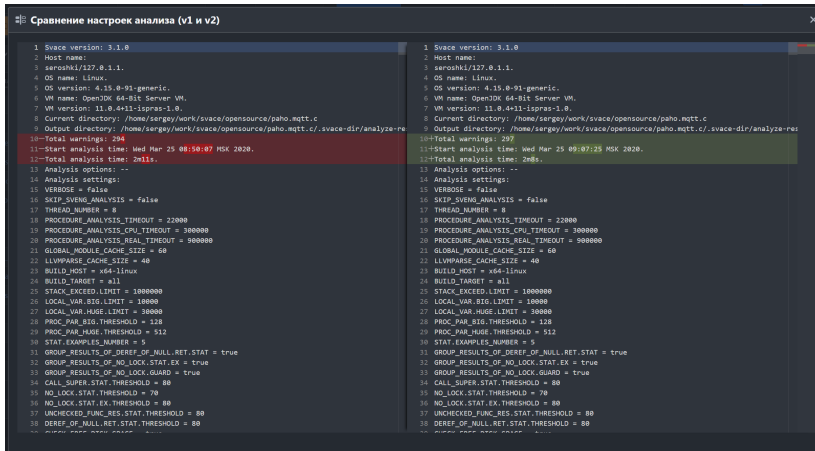 Сравнение настроек анализа (v1 и v2)
1 Svace version: 3.1.0
2 Host name:
3 seroshki/127.0.1.1.
4 OS name: Linux.
5 OS version: 4.15.0-91-generic.
6 VM name: OpenJDK 64-Bit Server VM.
7 VM version: 11.0.4+11-ispras-1.0.
8 Current directory: /home/sergey/work/svace/opensource/paho.mqtt.c
9 Output directory: /home/sergey/work/svace/opensource/paho.mqtt.c/.svace-dir/analyze-re
10-Total warnings: 294
11-Start analysis time: Wed Mar 25 08:50:07 MSK 2020.
12-Total analysis time: 2m11s.
13 Analysis options: --
14 Analysis settings:
15 VERBOSE = false
16 SKIP_SVENG_ANALYSIS = false
17 THREAD_NUMBER = 8
18 PROCEDURE_ANALYSIS_TIMEOUT = 22000
19 PROCEDURE_ANALYSIS_CPU_TIMEOUT = 300000
20 PROCEDURE_ANALYSIS_REAL_TIMEOUT = 900000
21 GLOBAL_MODULE_CACHE_SIZE = 60
22 LLVMPARSE_CACHE_SIZE = 40
23 BUILD_HOST = x64-linux
24 BUILD_TARGET = all
25 STACK_EXCEED.LIMIT = 1000000
26 LOCAL_VAR.BIG.LIMIT = 10000
27 LOCAL_VAR.HUGE.LIMIT = 30000
28 PROC_PAR_BIG.THRESHOLD = 128
29 PROC_PAR_HUGE.THRESHOLD = 512
30 STAT.EXAMPLES_NUMBER = 5
31 GROUP_RESULTS_OF_DEREF_OF_NULL.RET.STAT = true
32 GROUP_RESULTS_OF_NO_LOCK.STAT.EX = true
33 GROUP_RESULTS_OF_NO_LOCK.GUARD = true
34 CALL_SUPER.STAT.THRESHOLD = 80
35 NO_LOCK.STAT.THRESHOLD = 70
36 NO_LOCK.STAT.EX.THRESHOLD = 80
37 UNCHECKED_FUNC_RES.STAT.THRESHOLD = 80
38 DEREF_OF_NULL.RET.STAT.THRESHOLD = 80
1 Svace version: 3.1.0
2 Host name:
3 seroshki/127.0.1.1.
4 OS name: Linux.
5 OS version: 4.15.0-91-generic.
6 VM name: OpenJDK 64-Bit Server VM.
7 VM version: 11.0.4+11-ispras-1.0.
8 Current directory: /home/sergey/work/svace/opensource/paho.mqtt.c
9 Output directory: /home/sergey/work/svace/opensource/paho.mqtt.c/.svace-dir/analyze-res
10+Total warnings: 297
11+Start analysis time: Wed Mar 25 09:07:25 MSK 2020.
12+Total analysis time: 2m8s.
13 Analysis options: --
14 Analysis settings:
15 VERBOSE = false
16 SKIP_SVENG_ANALYSIS = false
17 THREAD_NUMBER = 8
18 PROCEDURE_ANALYSIS_TIMEOUT = 22000
19 PROCEDURE_ANALYSIS_CPU_TIMEOUT = 300000
20 PROCEDURE_ANALYSIS_REAL_TIMEOUT = 900000
21 GLOBAL_MODULE_CACHE_SIZE = 60
22 LLVMPARSE_CACHE_SIZE = 40
23 BUILD_HOST = x64-linux
24 BUILD_TARGET = all
25 STACK_EXCEED.LIMIT = 1000000
26 LOCAL_VAR.BIG.LIMIT = 10000
27 LOCAL_VAR.HUGE.LIMIT = 30000
28 PROC_PAR_BIG.THRESHOLD = 128
29 PROC_PAR_HUGE.THRESHOLD = 512
30 STAT.EXAMPLES_NUMBER = 5
31 GROUP_RESULTS_OF_DEREF_OF_NULL.RET.STAT = true
32 GROUP_RESULTS_OF_NO_LOCK.STAT.EX = true
33 GROUP_RESULTS_OF_NO_LOCK.GUARD = true
34 CALL_SUPER.STAT.THRESHOLD = 80
35 NO_LOCK.STAT.THRESHOLD = 70
36 NO_LOCK.STAT.EX.THRESHOLD = 80
37 UNCHECKED_FUNC_RES.STAT.THRESHOLD = 80
38 DEREF_OF_NULL.RET.STAT.THRESHOLD = 80